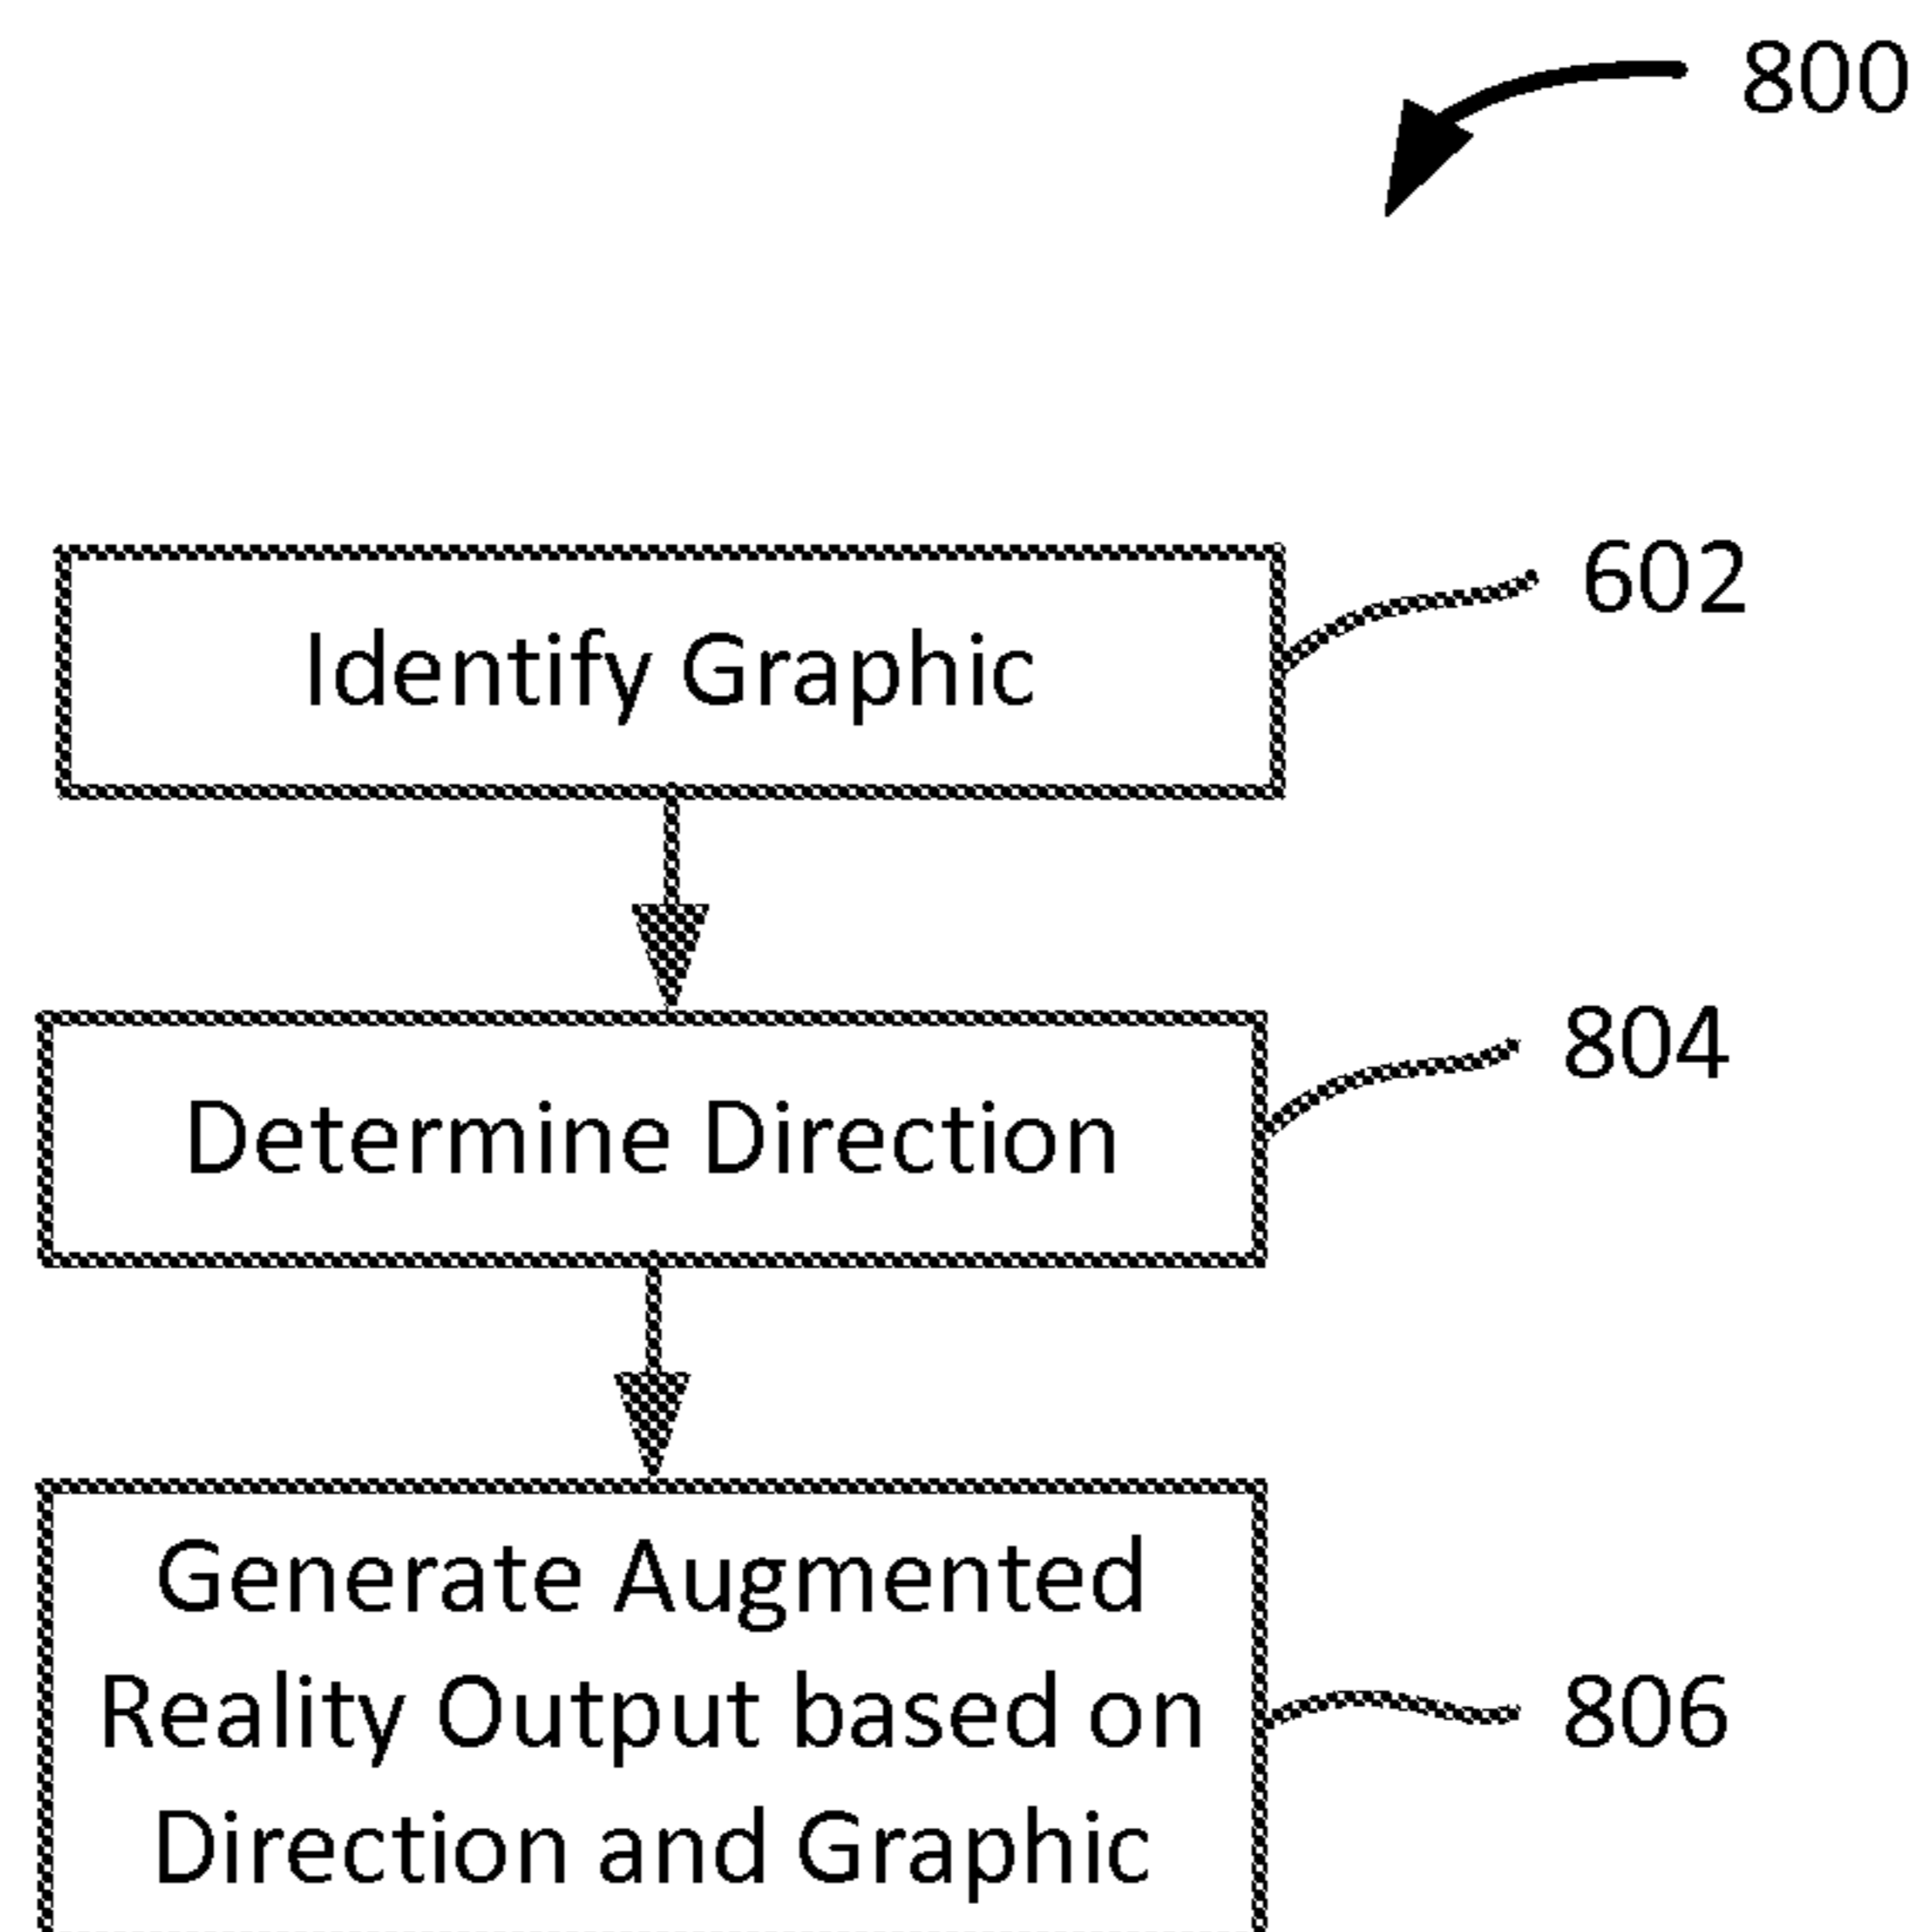 800
Identify Graphic
602
Determine Direction
804
Generate Augmented
Reality Output based on
Direction and Graphic
806